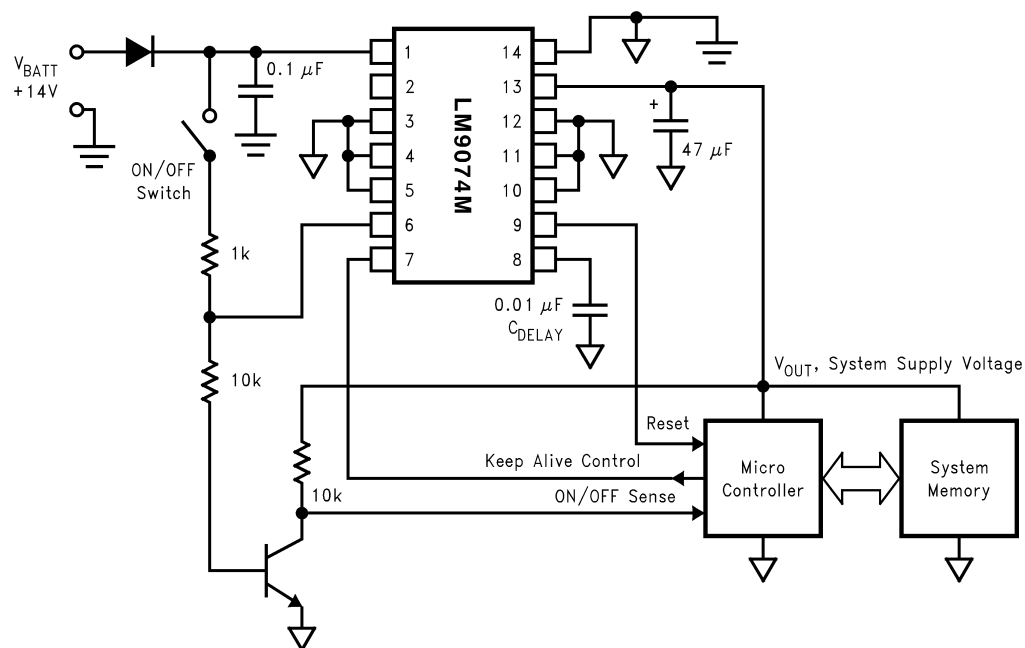 V_BATT
+14V
0.1 μF
ON/OFF
Switch
1k
10k
1
2
3
4
5
6
7
LM9074M
14
13
12
11
10
9
8
+
47 μF
0.01 μF
C_DELAY
V_OUT, System Supply Voltage
Reset
Keep Alive Control
ON/OFF Sense
10k
Micro
Controller
System
Memory